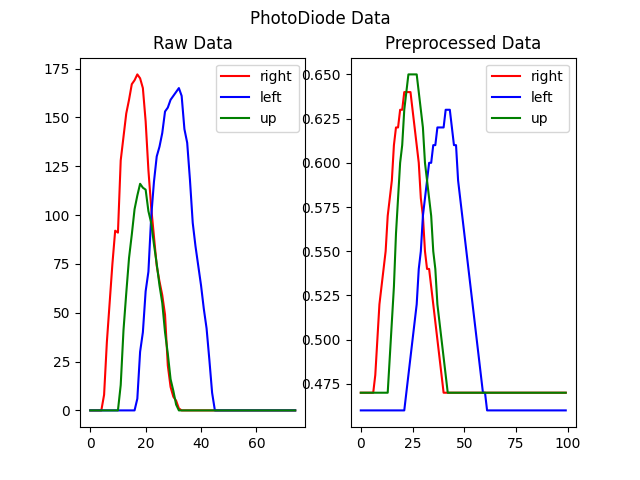 PhotoDiode Data
Raw Data
175
150
125
100
75
50
25
0
0 20 40 60
right
left
up
Preprocessed Data
0.650
0.625
0.600
0.575
0.550
0.525
0.500
0.475
0 25 50 75 100
right
left
up